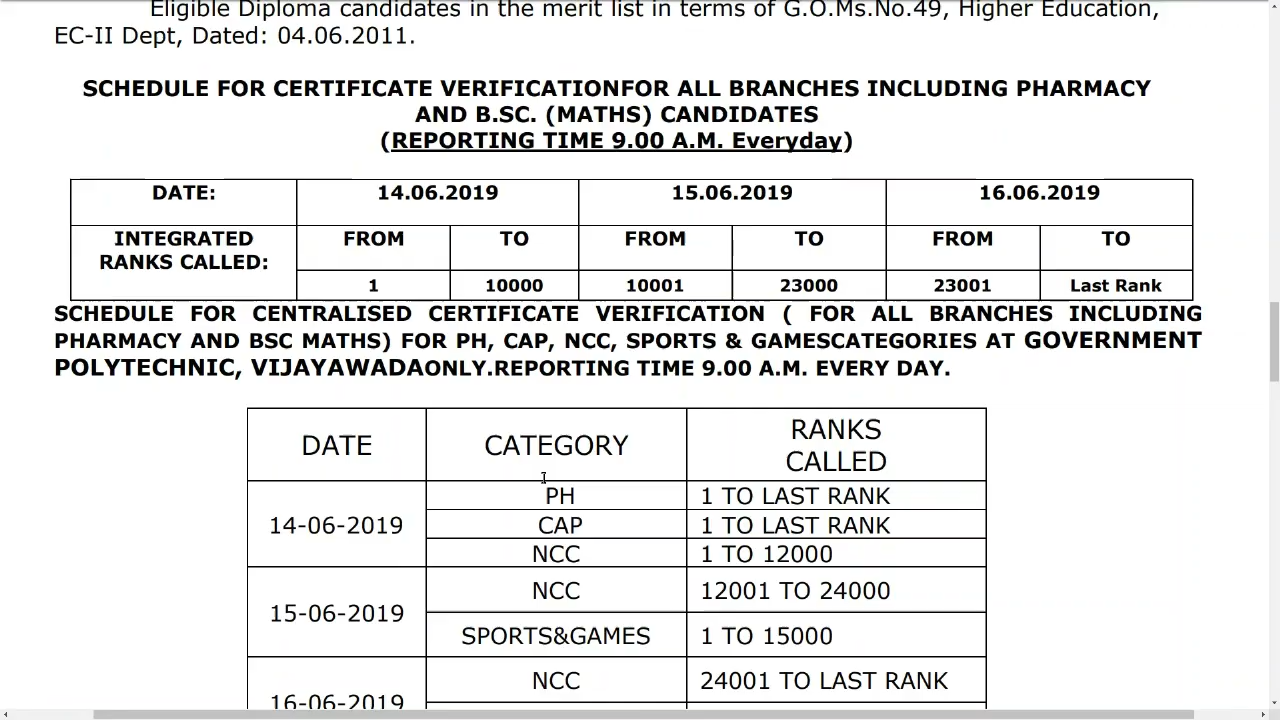 Eligible Diploma candidates in the merit list in terms of G.O.Ms.No.49, Higher Education,
EC-II Dept, Dated: 04.06.2011.
SCHEDULE FOR CERTIFICATE VERIFICATIONFOR ALL BRANCHES INCLUDING PHARMACY
AND B.SC. (MATHS) CANDIDATES
(REPORTING TIME 9.00 A.M. Everyday)
DATE: 14.06.2019 15.06.2019 16.06.2019
INTEGRATED RANKS CALLED: FROM TO FROM TO FROM TO
1 10000 10001 23000 23001 Last Rank
SCHEDULE FOR CENTRALISED CERTIFICATE VERIFICATION ( FOR ALL BRANCHES INCLUDING
PHARMACY AND BSC MATHS) FOR PH, CAP, NCC, SPORTS & GAMESCATEGORIES AT GOVERNMENT
POLYTECHNIC, VIJAYAWADAONLY.REPORTING TIME 9.00 A.M. EVERY DAY.
DATE CATEGORY RANKS CALLED
14-06-2019 PH 1 TO LAST RANK
CAP 1 TO LAST RANK
NCC 1 TO 12000
15-06-2019 NCC 12001 TO 24000
SPORTS&GAMES 1 TO 15000
16-06-2019 NCC 24001 TO LAST RANK